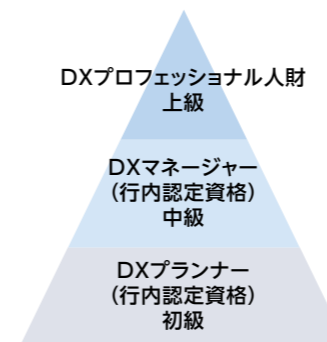 DXプロフェッショナル人財
上級
DXマネージャー
（行内認定資格）
中級
DXプランナー
（行内認定資格）
初級